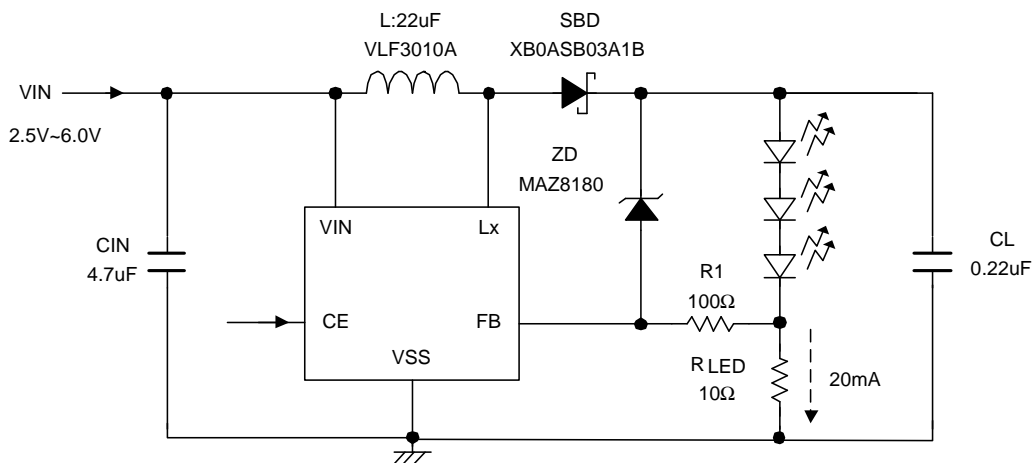 L:22uF
VLF3010A
SBD
XB0ASB03A1B
VIN
2.5V~6.0V
ZD
MAZ8180
VIN
Lx
CIN
4.7uF
CL
0.22uF
R1
100Ω
CE
FB
VSS
R LED
10Ω
20mA